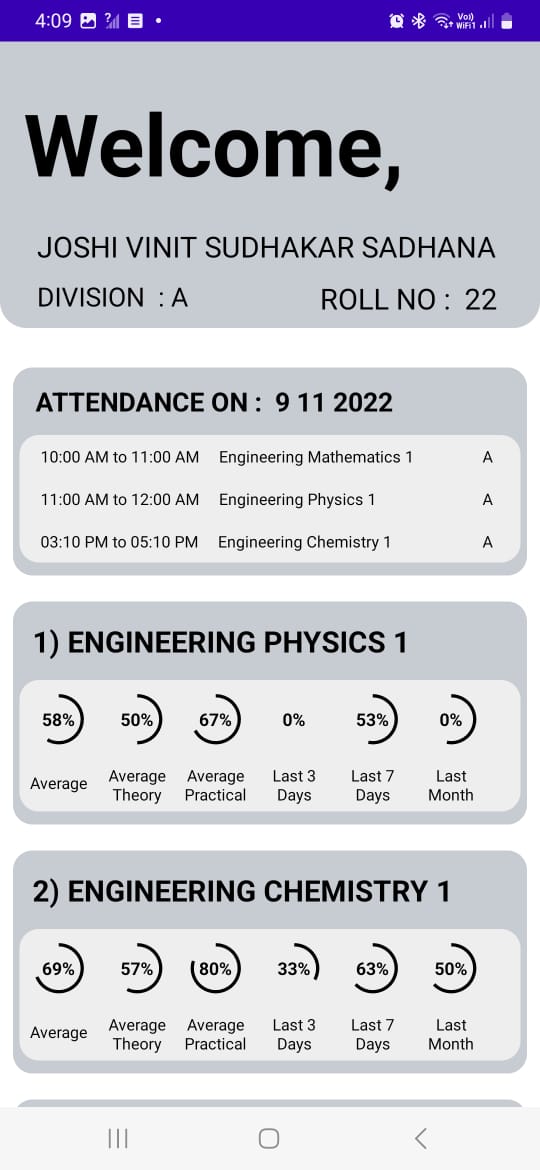 4:09
Vo)) WiFi1
Welcome,
JOSHI VINIT SUDHAKAR SADHANA
DIVISION : A ROLL NO : 22
ATTENDANCE ON : 9 11 2022
10:00 AM to 11:00 AM Engineering Mathematics 1 A
11:00 AM to 12:00 AM Engineering Physics 1 A
03:10 PM to 05:10 PM Engineering Chemistry 1 A
1) ENGINEERING PHYSICS 1
58% 50% 67% 0% 53% 0%
Average Average Theory Average Practical Last 3 Days Last 7 Days Last Month
2) ENGINEERING CHEMISTRY 1
69% 57% 80% 33% 63% 50%
Average Average Theory Average Practical Last 3 Days Last 7 Days Last Month